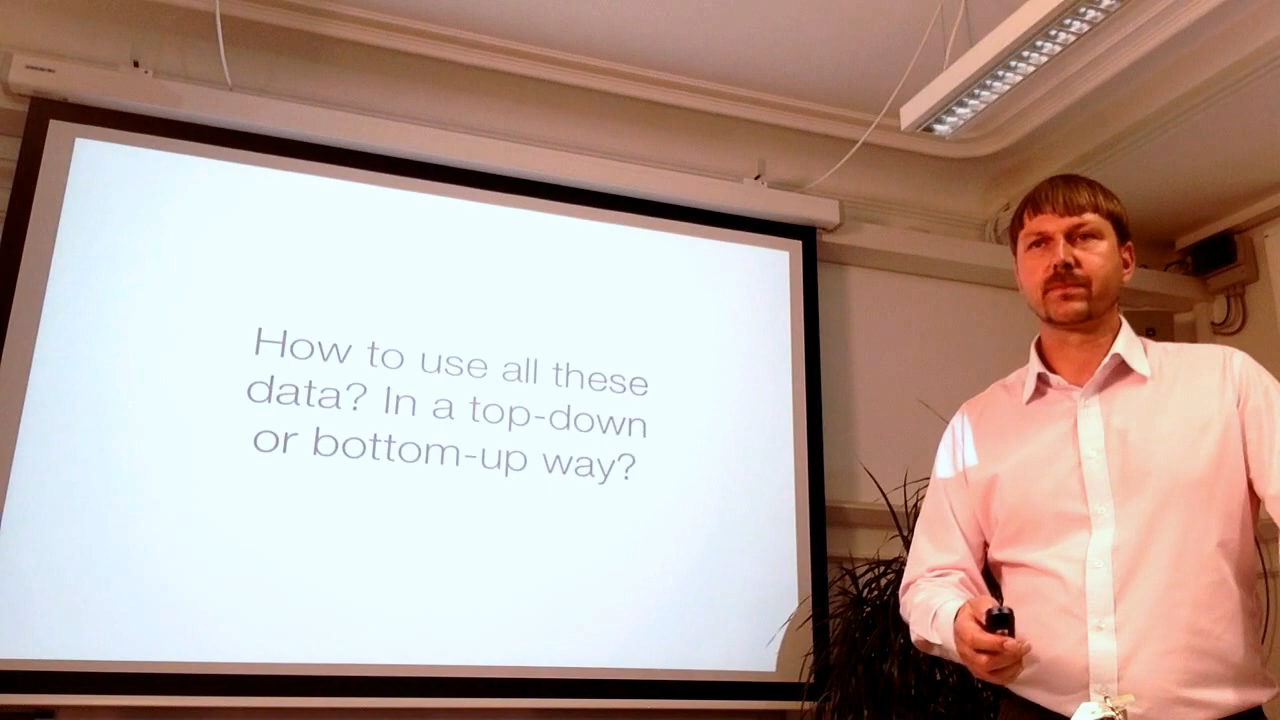 How to use all these
data? In a top-down
or bottom-up way?